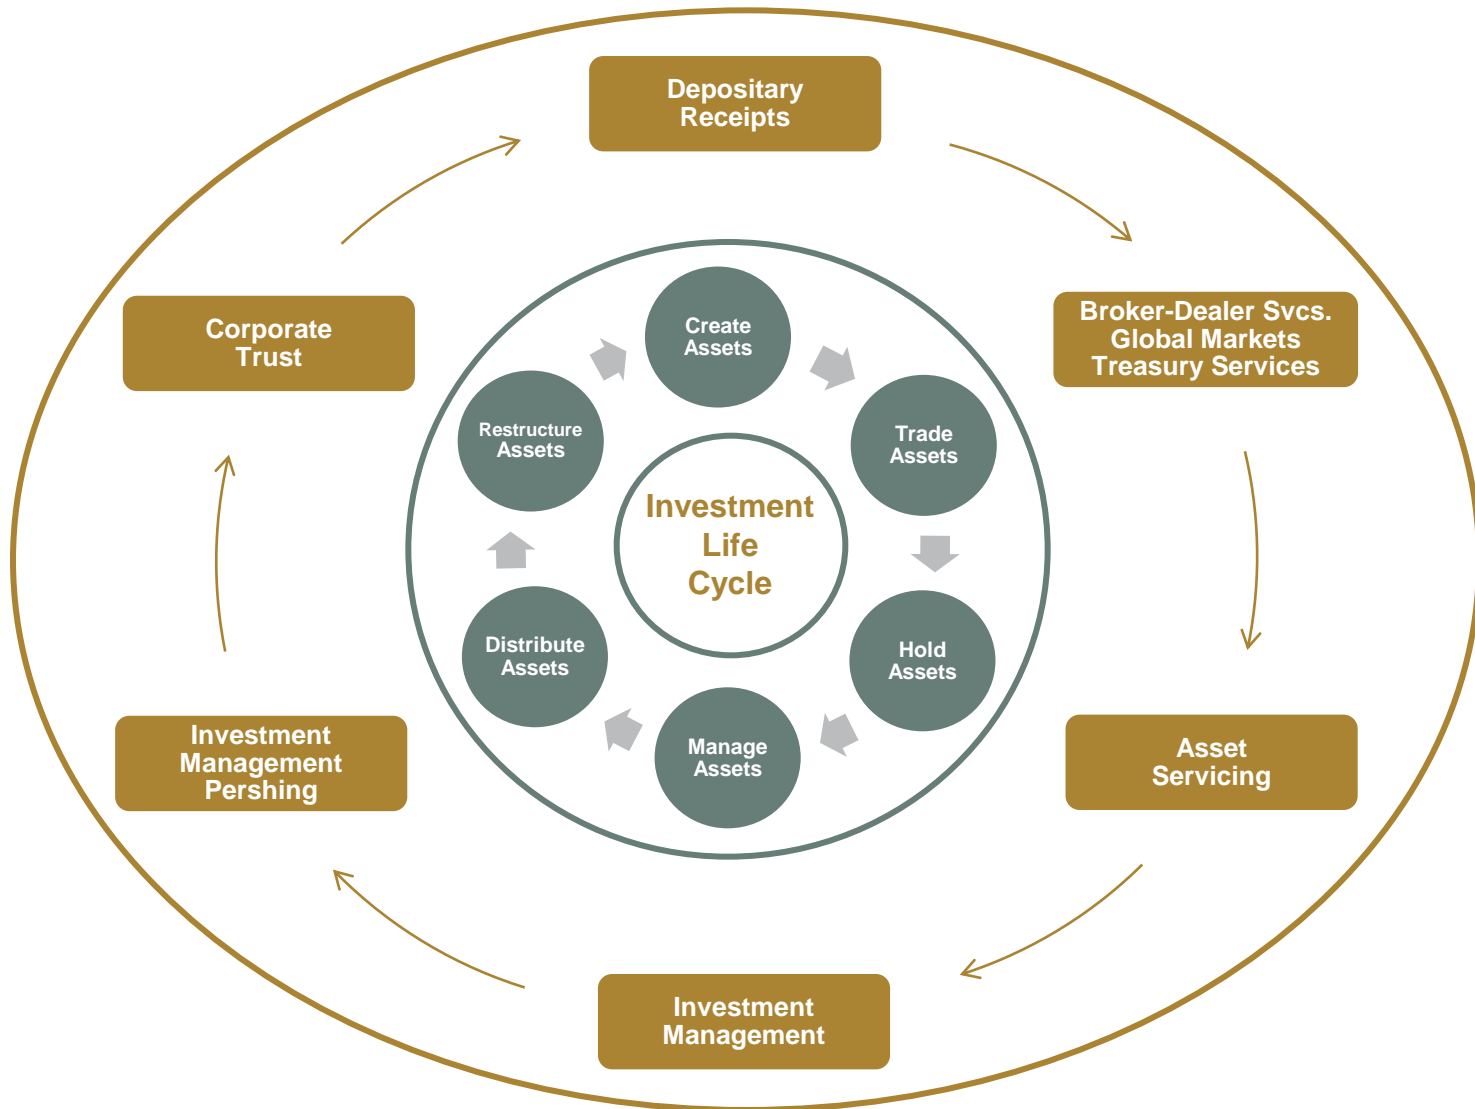 Depositary
Receipts
Corporate
Trust
Broker-Dealer Svcs.
Global Markets
Treasury Services
Create
Assets
Restructure
Assets
Trade
Assets
Investment
Life
Cycle
Distribute
Assets
Hold
Assets
Manage
Assets
Investment
Management
Pershing
Asset
Servicing
Investment
Management